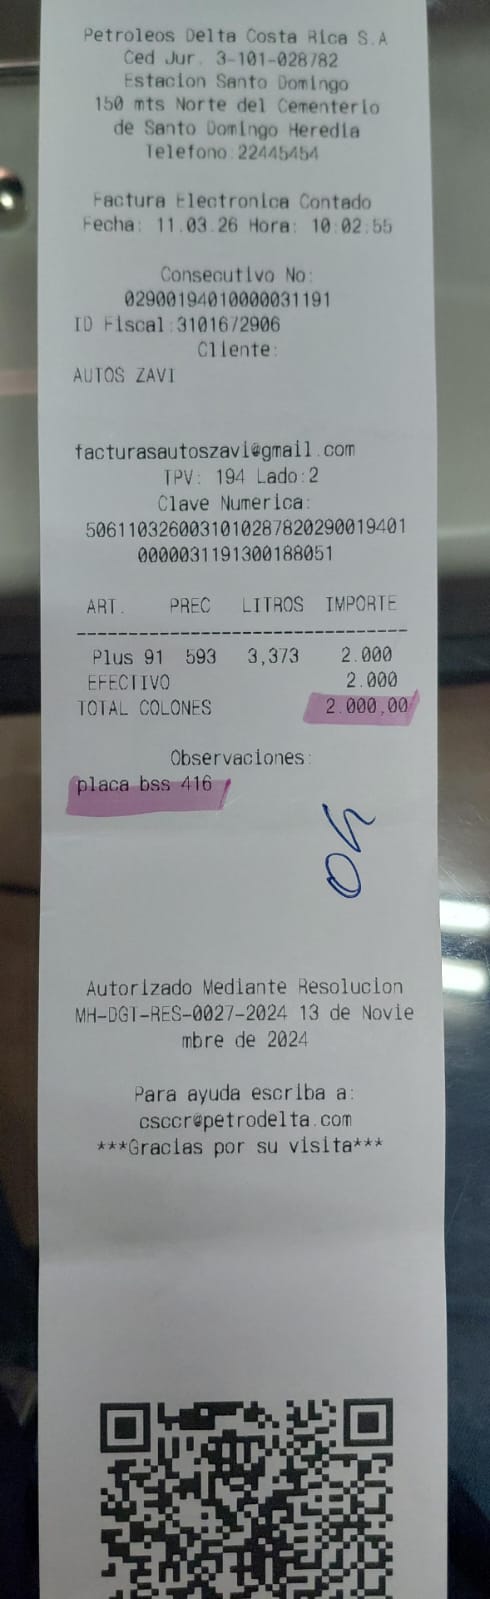 Petroleos Delta Costa Rica S.A
Ced Jur. 3-101-028782
Estacion Santo Domingo
150 mts Norte del Cementerio
de Santo Domingo Heredia
Telefono:22445454
Factura Electronica Contado
Fecha: 11.03.26 Hora: 10:02:55
Consecutivo No:
02900194010000031191
ID Fiscal:3101672906
Cliente:
AUTOS ZAVI
facturasautoszavi@gmail.com
TPV: 194 Lado:2
Clave Numerica:
5061103260031010287820290019401
0000031191300188051
ART. PREC LITROS IMPORTE
---------------------------------
Plus 91 593 3,373 2.000
EFECTIVO 2.000
TOTAL COLONES 2.000,00
Observaciones:
placa bss 416
Autorizado Mediante Resolucion
MH-DGT-RES-0027-2024 13 de Novie
mbre de 2024
Para ayuda escriba a:
csccr@petrodelta.com
***Gracias por su visita***